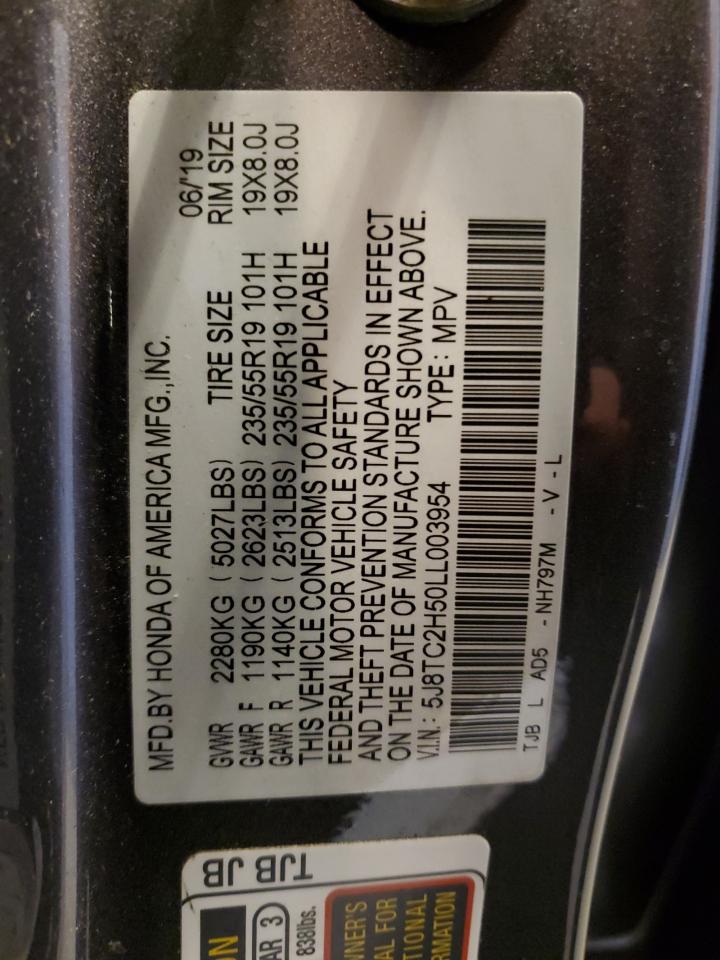 MFD.BY HONDA OF AMERICA MFG.,INC. 06/'19
GVWR 2280KG ( 5027LBS) TIRE SIZE RIM SIZE
GAWR F 1190KG ( 2623LBS) 235/55R19 101H 19X8.0J
GAWR R 1140KG ( 2513LBS) 235/55R19 101H 19X8.0J
THIS VEHICLE CONFORMS TO ALL APPLICABLE
FEDERAL MOTOR VEHICLE SAFETY
AND THEFT PREVENTION STANDARDS IN EFFECT
ON THE DATE OF MANUFACTURE SHOWN ABOVE.
V.I.N.: 5J8TC2H50LL003954 TYPE: MPV
TJB L AD5 - NH797M - V - L
TJB JB
AR 3
838lbs.